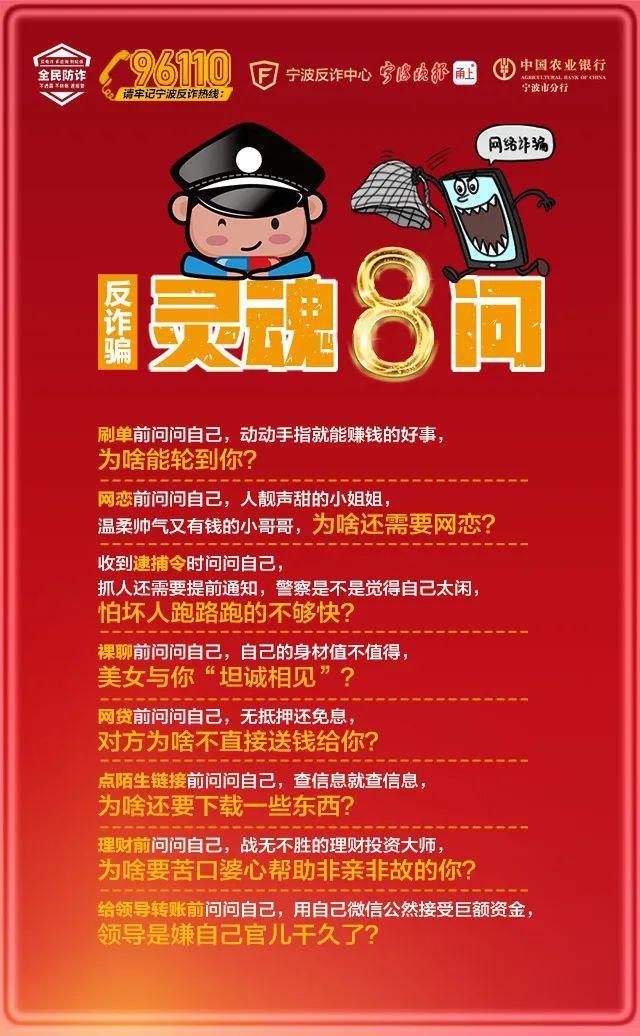 全民防诈
96110
请牢记宁波反诈热线:
宁波反诈中心
宁波晚报
甬上
中国农业银行
AGRICULTURAL BANK OF CHINA
宁波市分行
网络诈骗
反诈骗
灵魂8问
刷单前问问自己，动动手指就能赚钱的好事，
为啥能轮到你？
网恋前问问自己，人靓声甜的小姐姐，
温柔帅气又有钱的小哥哥，为啥还需要网恋？
收到逮捕令时问问自己，
抓人还需要提前通知，警察是不是觉得自己太闲，
怕坏人跑路跑的不够快？
裸聊前问问自己，自己的身材值不值得，
美女与你“坦诚相见”？
网贷前问问自己，无抵押还免息，
对方为啥不直接送钱给你？
点陌生链接前问问自己，查信息就查信息，
为啥还要下载一些东西？
理财前问问自己，战无不胜的理财投资大师，
为啥要苦口婆心帮助非亲非故的你？
给领导转账前问问自己，用自己微信公然接受巨额资金，
领导是嫌自己官儿干久了？